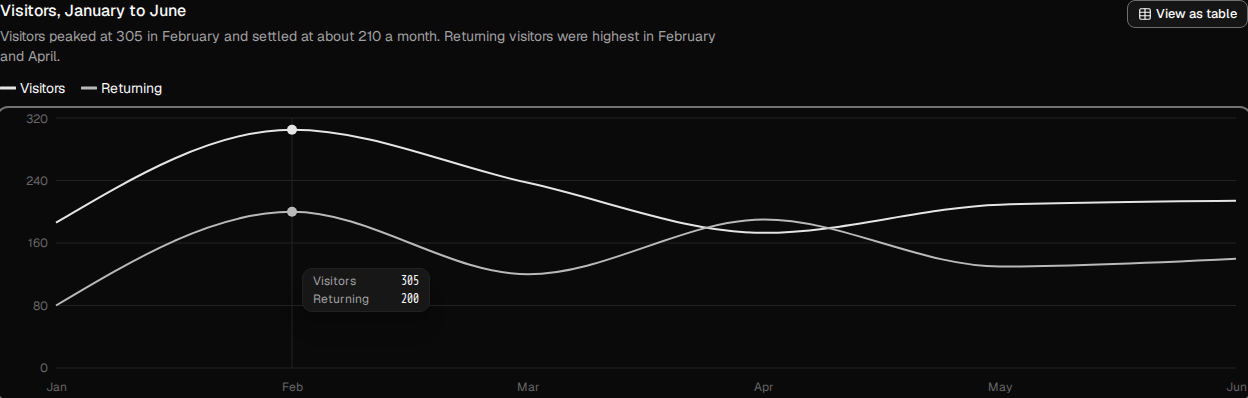 Visitors, January to June
View as table
Visitors peaked at 305 in February and settled at about 210 a month. Returning visitors were highest in February
and April.
Visitors
Returning
320
240
160
80
0
Visitors 305
Returning 200
Jan
Feb
Mar
Apr
May
Jun